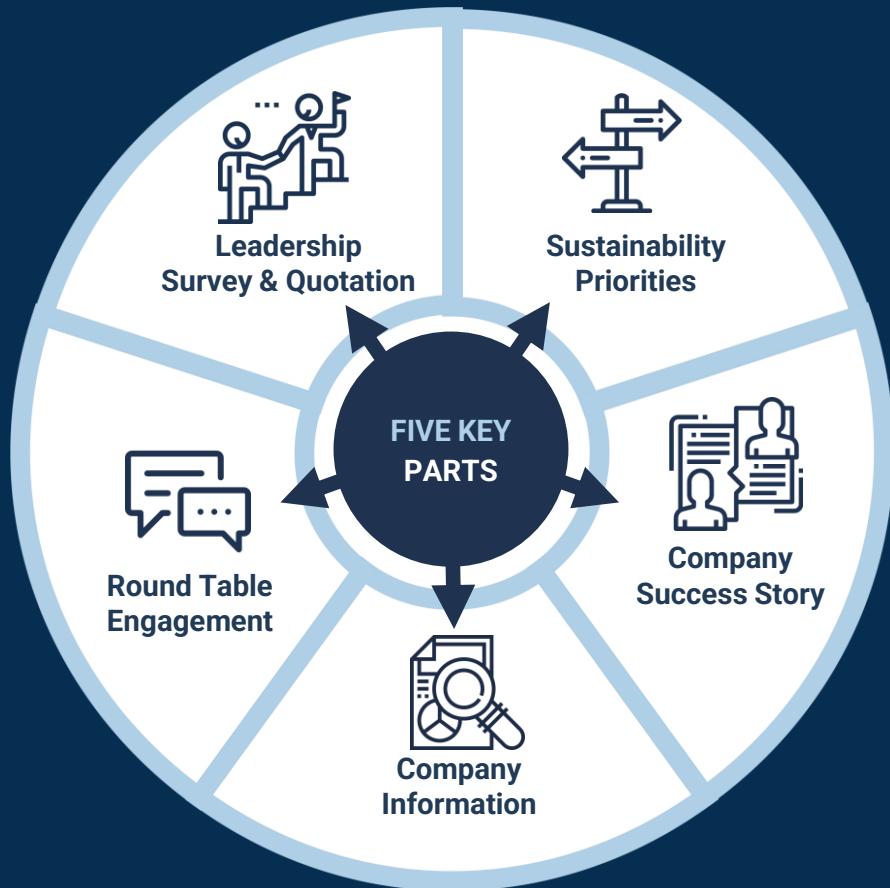 Leadership
Survey & Quotation
Sustainability
Priorities
FIVE KEY
PARTS
Company
Success Story
Round Table
Engagement
Company
Information